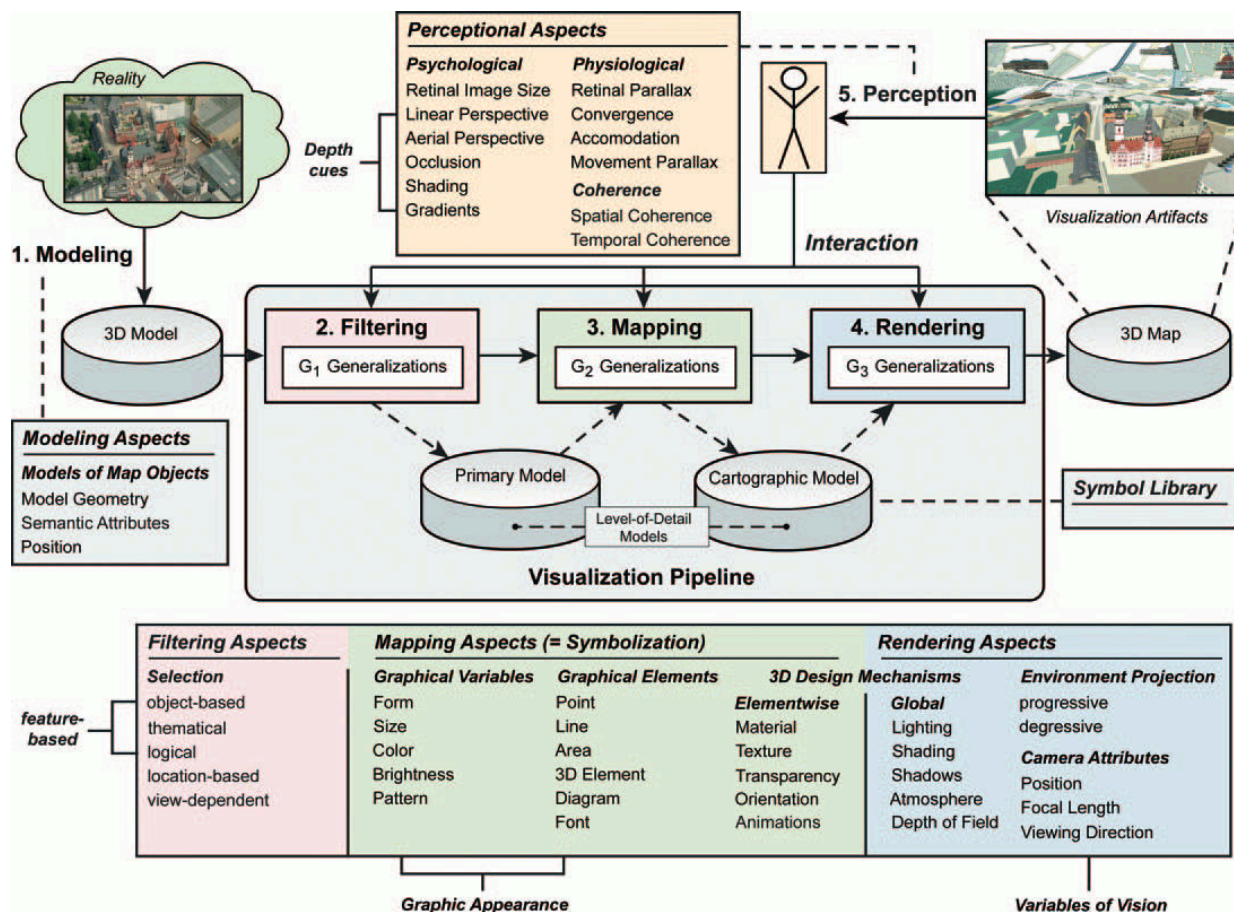 Perceptional Aspects
Psychological
Retinal Image Size
Linear Perspective
Aerial Perspective
Occlusion
Shading
Gradients
Physiological
Retinal Parallax
Convergence
Accomodation
Movement Parallax
Coherence
Spatial Coherence
Temporal Coherence
Depth
cues
Reality
5. Perception
Visualization Artifacts
Interaction
1. Modeling
3D Model
2. Filtering
G1 Generalizations
3. Mapping
G2 Generalizations
4. Rendering
G3 Generalizations
3D Map
Modeling Aspects
Models of Map Objects
Model Geometry
Semantic Attributes
Position
Primary Model
Cartographic Model
Level-of-Detail
Models
Symbol Library
Visualization Pipeline
Filtering Aspects
Selection
object-based
thematical
logical
location-based
view-dependent
feature-
based
Mapping Aspects (= Symbolization)
Graphical Variables
Form
Size
Color
Brightness
Pattern
Graphical Elements
Point
Line
Area
3D Element
Diagram
Font
3D Design Mechanisms
Elementwise
Material
Texture
Transparency
Orientation
Animations
Rendering Aspects
Global
Lighting
Shading
Shadows
Atmosphere
Depth of Field
Environment Projection
progressive
degressive
Camera Attributes
Position
Focal Length
Viewing Direction
Graphic Appearance
Variables of Vision